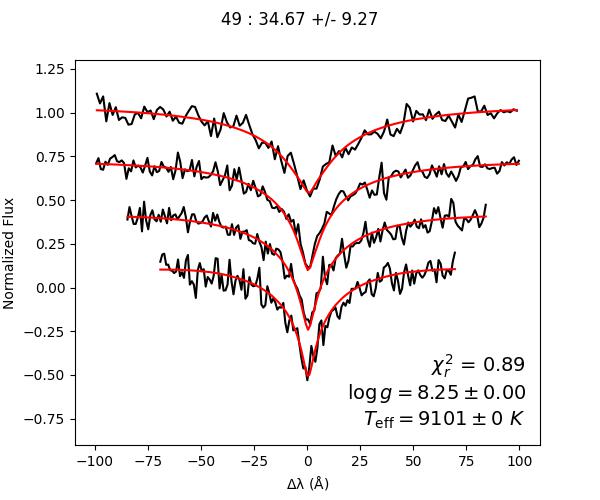 49 : 34.67 +/- 9.27
Normalized Flux
1.25
1.00
0.75
0.50
0.25
0.00
−0.25
−0.50
−0.75
χ²ᵣ = 0.89
log g = 8.25 ± 0.00
T_eff = 9101 ± 0 K
−100 −75 −50 −25 0 25 50 75 100
Δλ (Å)